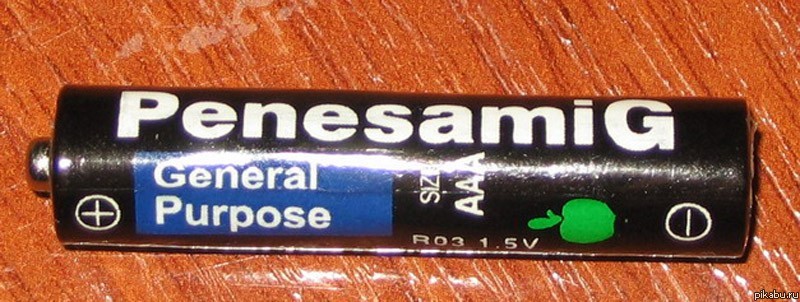 PenesamiG
General
Purpose
SIZE
AAA
R03 1.5V
pikabu.ru